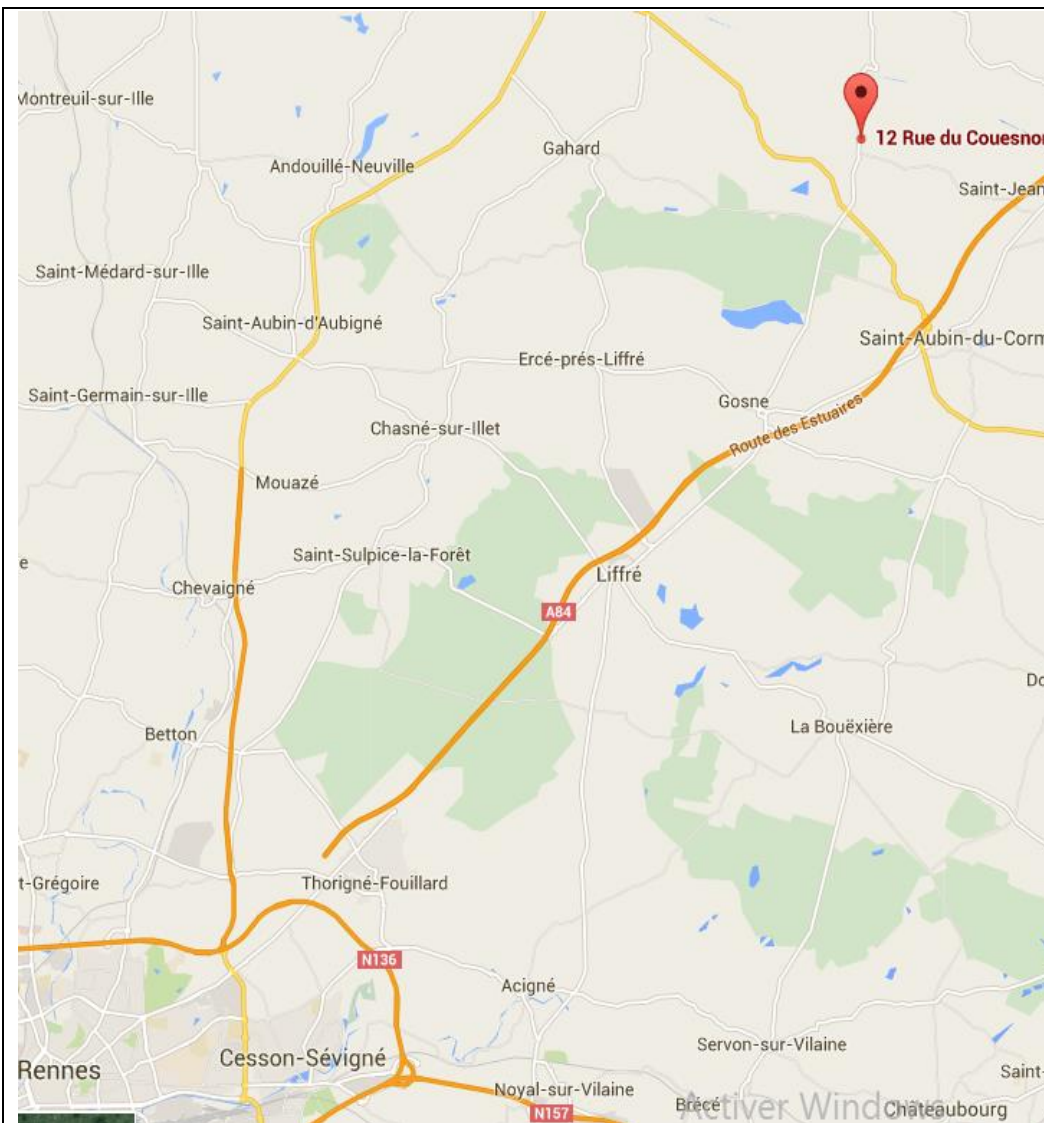 Montreuil-sur-Ille
12 Rue du Couesnon
Gahard
Andouillé-Neuville
Saint-Jean
Saint-Médard-sur-Ille
Saint-Aubin-d'Aubigné
Saint-Aubin-du-Corm
Ercé-prés-Liffré
Saint-Germain-sur-Ille
Gosne
Route des Estuaires
Chasné-sur-Illet
Mouazé
Saint-Sulpice-la-Forêt
e
Liffré
Chevaigné
A84
Do
La Bouëxière
Betton
t-Grégoire
Thorigné-Fouillard
N136
Acigné
Servon-sur-Vilaine
Cesson-Sévigné
Rennes
Saint-
Noyal-sur-Vilaine
Brécé
Activer Windows
Châteaubourg
N157